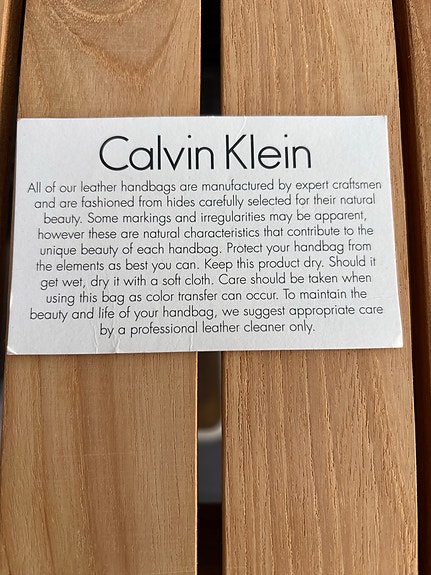 Calvin Klein
All of our leather handbags are manufactured by expert craftsmen
and are fashioned from hides carefully selected for their natural
beauty. Some markings and irregularities may be apparent,
however these are natural characteristics that contribute to the
unique beauty of each handbag. Protect your handbag from
the elements as best you can. Keep this product dry. Should it
get wet, dry it with a soft cloth. Care should be taken when
using this bag as color transfer can occur. To maintain the
beauty and life of your handbag, we suggest appropriate care
by a professional leather cleaner only.